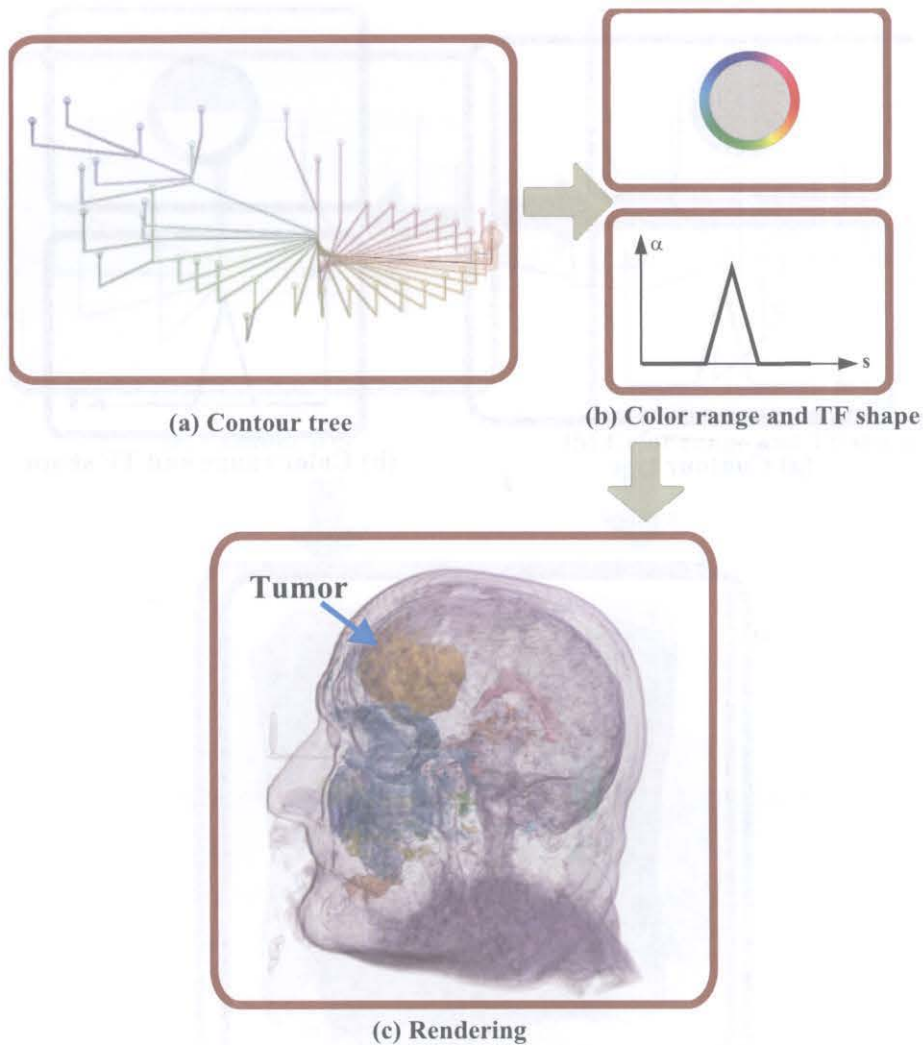 (a) Contour tree
α
s
(b) Color range and TF shape
Tumor
(c) Rendering